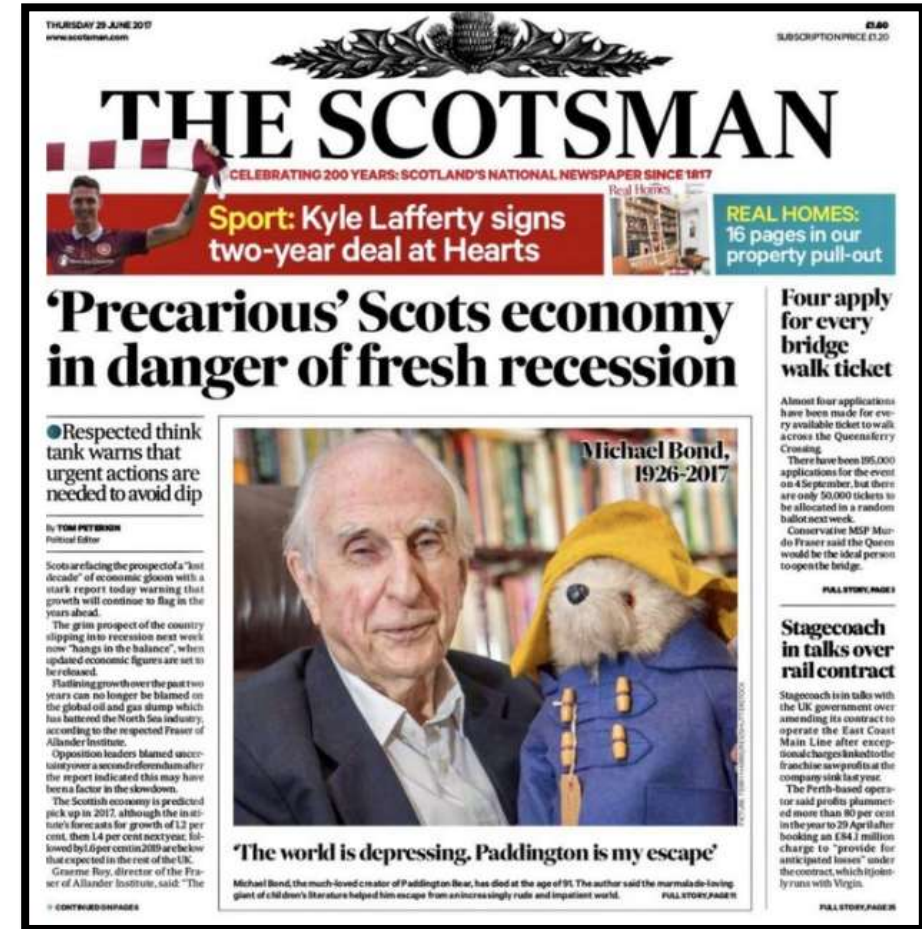 THURSDAY 29 JUNE 2017
www.scotsman.com
£1.60
SUBSCRIPTION PRICE £1.20
THE SCOTSMAN
CELEBRATING 200 YEARS: SCOTLAND'S NATIONAL NEWSPAPER SINCE 1817
Sport: Kyle Lafferty signs
two-year deal at Hearts
Real Homes
REAL HOMES:
16 pages in our
property pull-out
'Precarious' Scots economy
in danger of fresh recession
Respected think
tank warns that
urgent actions are
needed to avoid dip
By TOM PETERKIN
Political Editor
Scots are facing the prospect of a "lost
decade" of economic gloom with a
stark report today warning that
growth will continue to flag in the
years ahead.
The grim prospect of the country
slipping into recession next week
now "hangs in the balance", when
updated economic figures are set to
be released.
Flatlining growth over the past two
years can no longer be blamed on
the global oil and gas slump which
has battered the North Sea industry,
according to the respected Fraser of
Allander Institute.
Opposition leaders blamed uncer-
tainty over a second referendum after
the report indicated this may have
been a factor in the slowdown.
The Scottish economy is predicted
pick up in 2017, although the insti-
tute's forecasts for growth of 1.2 per
cent, then 1.4 per cent next year, fol-
lowed by 1.6 per cent in 2019 are below
that expected in the rest of the UK.
Graeme Roy, director of the Fra-
ser of Allander Institute, said: "The
CONTINUED ON PAGE 6
Michael Bond,
1926-2017
'The world is depressing. Paddington is my escape'
Michael Bond, the much-loved creator of Paddington Bear, has died at the age of 91. The author said the marmalade-loving
giant of children's literature helped him escape from an increasingly rude and impatient world. FULL STORY, PAGE 11
Four apply
for every
bridge
walk ticket
Almost four applications
have been made for eve-
ry available ticket to walk
across the Queensferry
Crossing.
There have been 195,000
applications for the event
on 4 September, but there
are only 50,000 tickets to
be allocated in a random
ballot next week.
Conservative MSP Mur-
do Fraser said the Queen
would be the ideal person
to open the bridge.
FULL STORY, PAGE
Stagecoach
in talks over
rail contract
Stagecoach is in talks with
the UK government over
amending its contract to
operate the East Coast
Main Line after excep-
tional charges linked to the
franchise saw profits at the
company sink last year.
The Perth-based opera-
tor said profits plummet-
ed more than 80 per cent
in the year to 29 April after
booking an £84.1 million
charge to "provide for
anticipated losses" under
the contract, which it joint-
ly runs with Virgin.
FULL STORY, PAGE